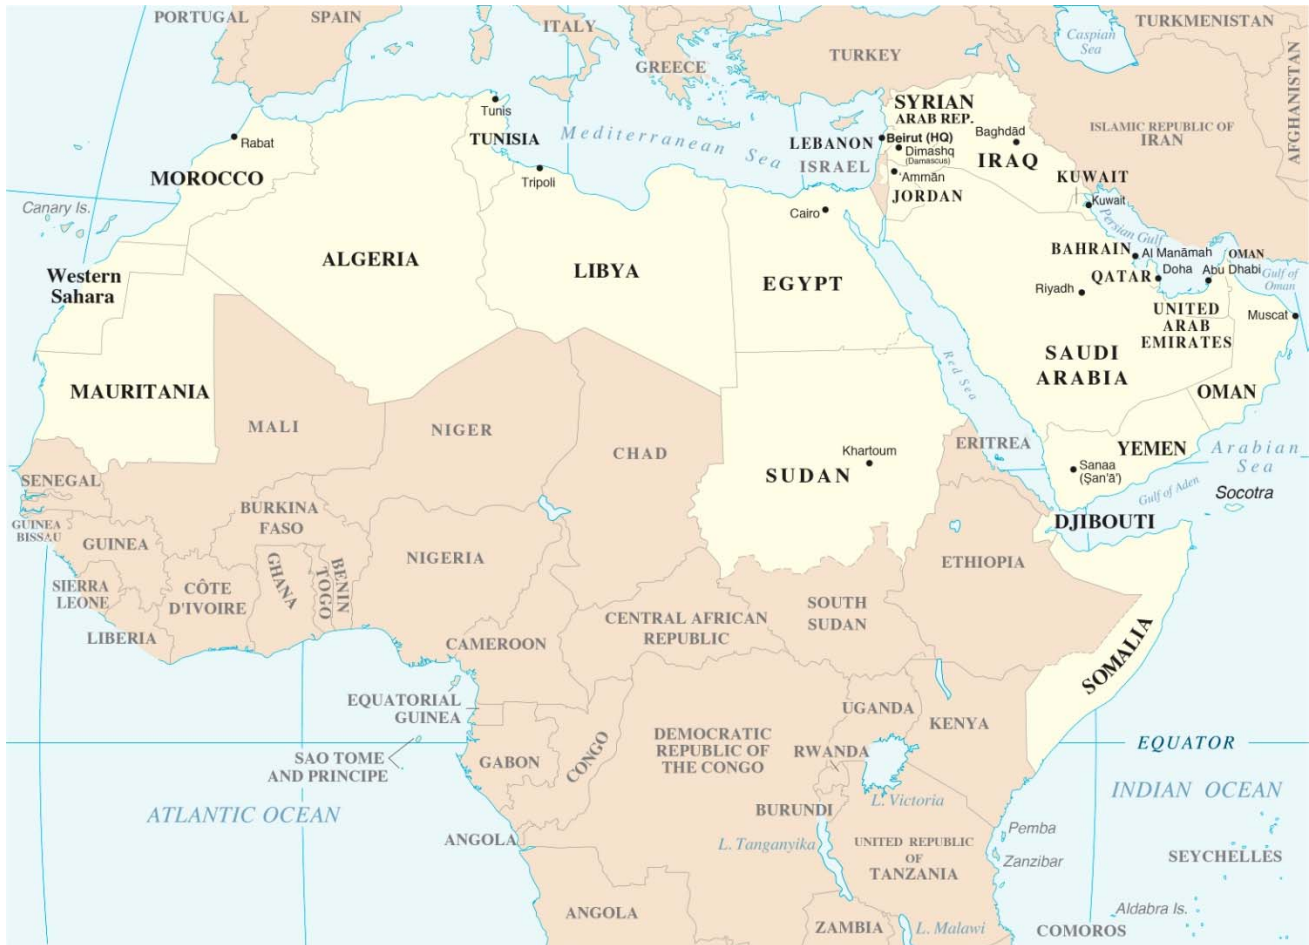 PORTUGAL
SPAIN
ITALY
GREECE
TURKEY
Caspian
Sea
TURKMENISTAN
AFGHANISTAN
Tunis
TUNISIA
Mediterranean Sea
SYRIAN
ARAB REP.
LEBANON
Beirut (HQ)
ISRAEL
Dimashq
(Damascus)
'Ammān
JORDAN
Baghdād
IRAQ
ISLAMIC REPUBLIC OF
IRAN
Rabat
MOROCCO
Tripoli
Canary Is.
Cairo
KUWAIT
Kuwait
Persian Gulf
BAHRAIN
Al Manāmah
OMAN
QATAR
Doha
Abu Dhabi
Gulf of
Oman
Western
Sahara
ALGERIA
LIBYA
EGYPT
Riyadh
UNITED
ARAB
EMIRATES
Muscat
Red Sea
SAUDI
ARABIA
OMAN
MAURITANIA
MALI
NIGER
CHAD
Khartoum
SUDAN
ERITREA
YEMEN
Sanaa
(Şan'ā')
Arabian
Sea
Gulf of Aden
Socotra
SENEGAL
GUINEA
BISSAU
GUINEA
BURKINA
FASO
NIGERIA
DJIBOUTI
ETHIOPIA
SIERRA
LEONE
CÔTE
D'IVOIRE
GHANA
TOGO
BENIN
LIBERIA
CENTRAL AFRICAN
REPUBLIC
SOUTH
SUDAN
CAMEROON
SOMALIA
EQUATORIAL
GUINEA
UGANDA
KENYA
SAO TOME
AND PRINCIPE
GABON
CONGO
DEMOCRATIC
REPUBLIC OF
THE CONGO
RWANDA
EQUATOR
ATLANTIC OCEAN
BURUNDI
L. Victoria
INDIAN OCEAN
ANGOLA
L. Tanganyika
UNITED REPUBLIC
OF
TANZANIA
Pemba
Zanzibar
SEYCHELLES
ANGOLA
ZAMBIA
L. Malawi
Aldabra Is.
COMOROS